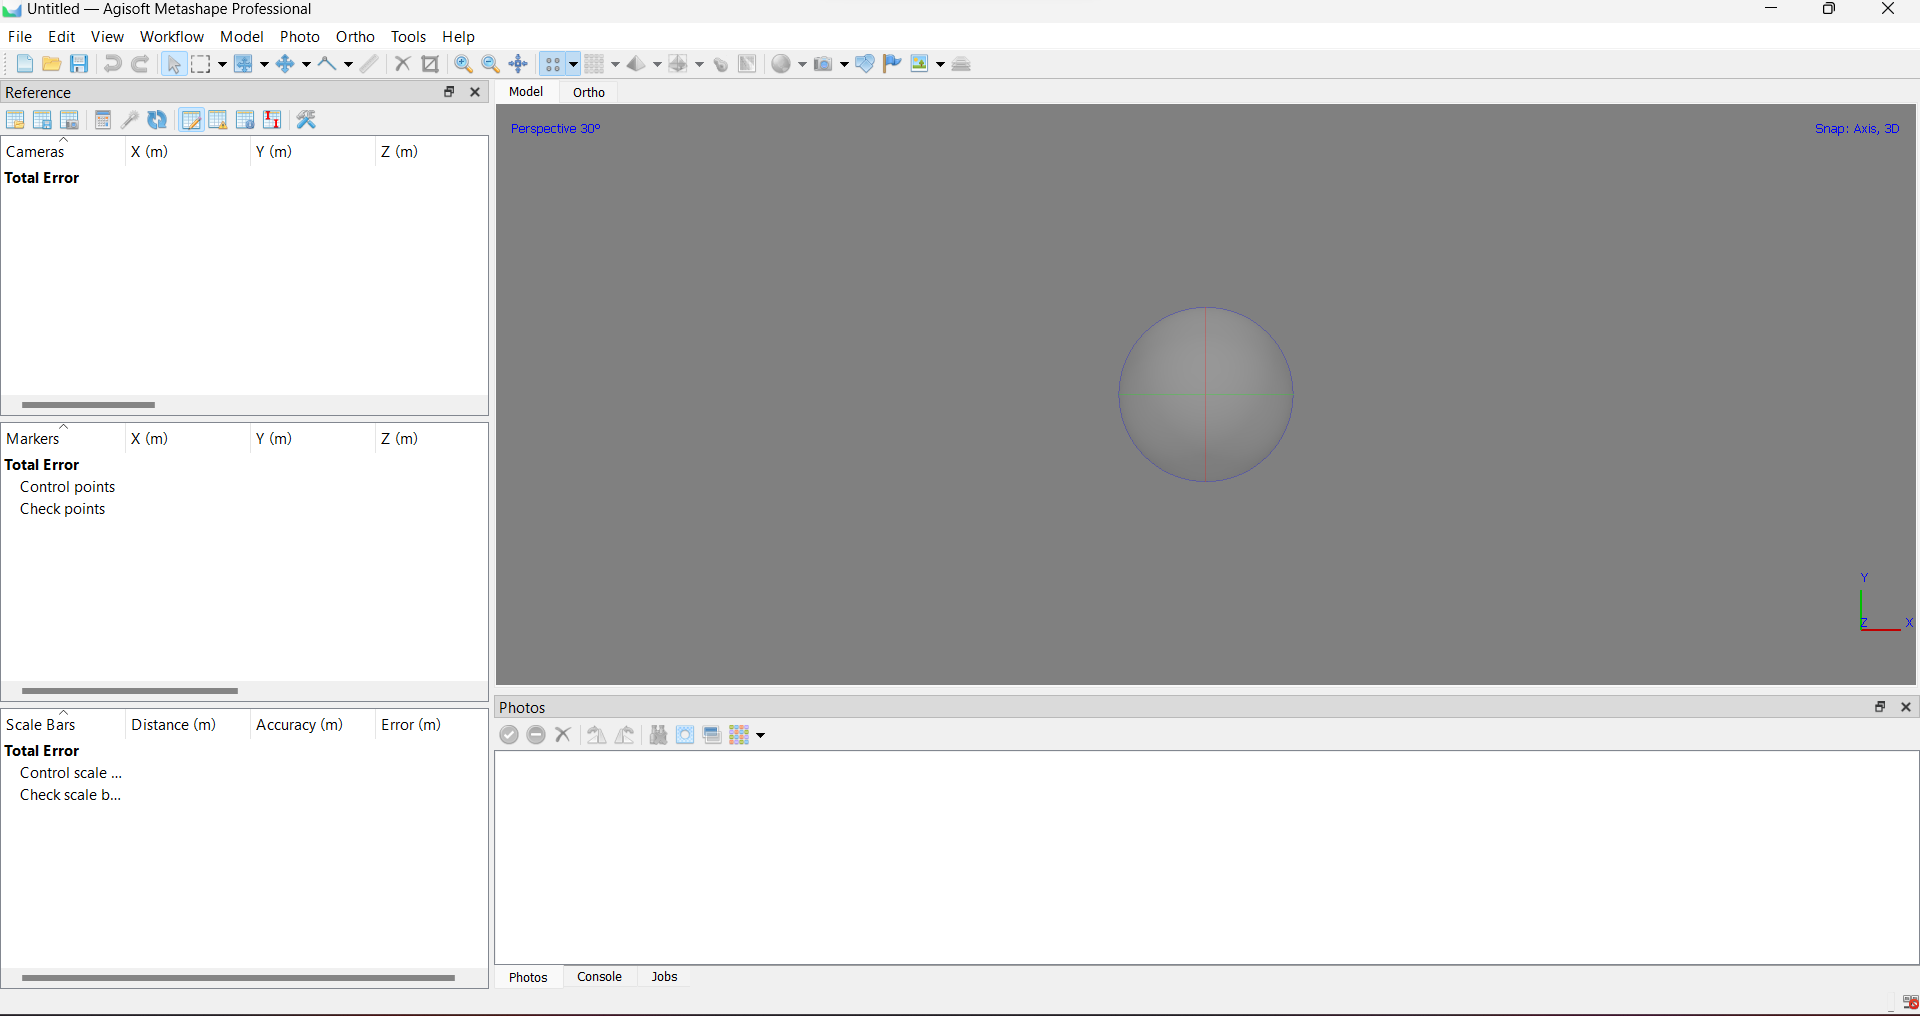 Untitled — Agisoft Metashape Professional
File Edit View Workflow Model Photo Ortho Tools Help
Reference
Cameras X (m) Y (m) Z (m)
Total Error
Markers X (m) Y (m) Z (m)
Total Error
Control points
Check points
Scale Bars Distance (m) Accuracy (m) Error (m)
Total Error
Control scale ...
Check scale b...
Model Ortho
Perspective 30° Snap: Axis, 3D
Y
Z X
Photos
Photos Console Jobs